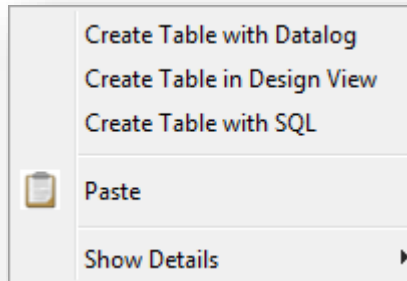 Create Table with Datalog
Create Table in Design View
Create Table with SQL
Paste
Show Details